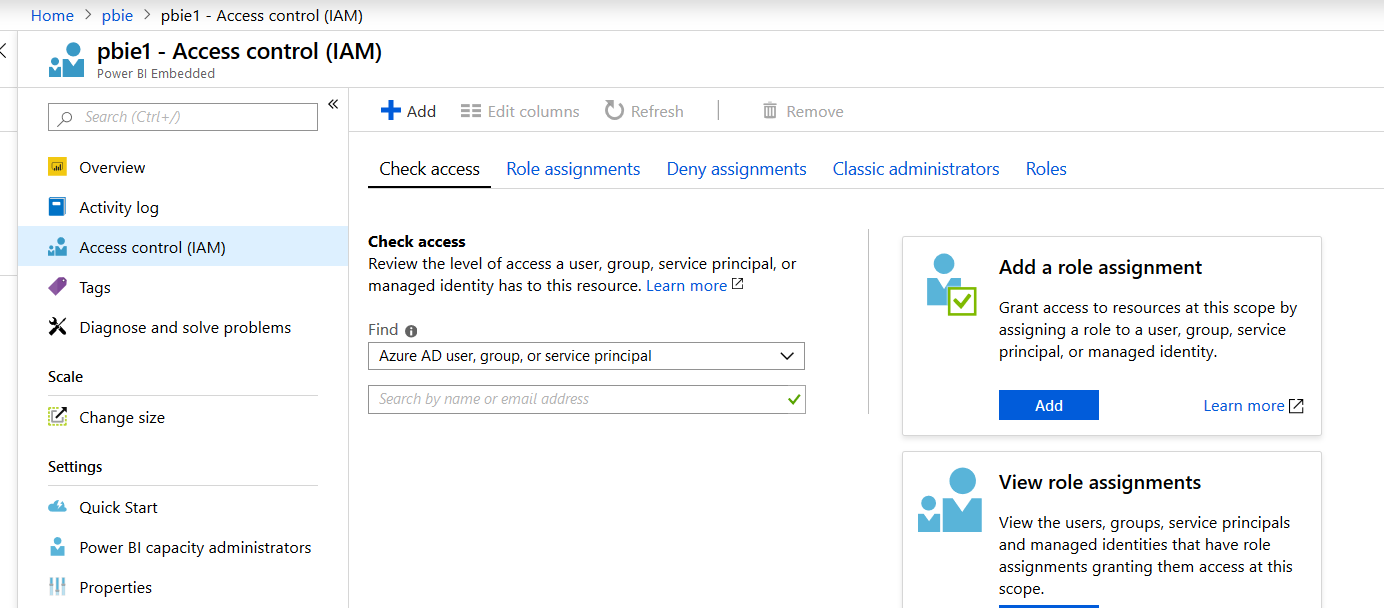 Home > pbie > pbie1 - Access control (IAM)
pbie1 - Access control (IAM)
Power BI Embedded
Search (Ctrl+/)
Overview
Activity log
Access control (IAM)
Tags
Diagnose and solve problems
Scale
Change size
Settings
Quick Start
Power BI capacity administrators
Properties
Add Edit columns Refresh | Remove
Check access Role assignments Deny assignments Classic administrators Roles
Check access
Review the level of access a user, group, service principal, or
managed identity has to this resource. Learn more
Find
Azure AD user, group, or service principal
Search by name or email address
Add a role assignment
Grant access to resources at this scope by
assigning a role to a user, group, service
principal, or managed identity.
Add Learn more
View role assignments
View the users, groups, service principals
and managed identities that have role
assignments granting them access at this
scope.